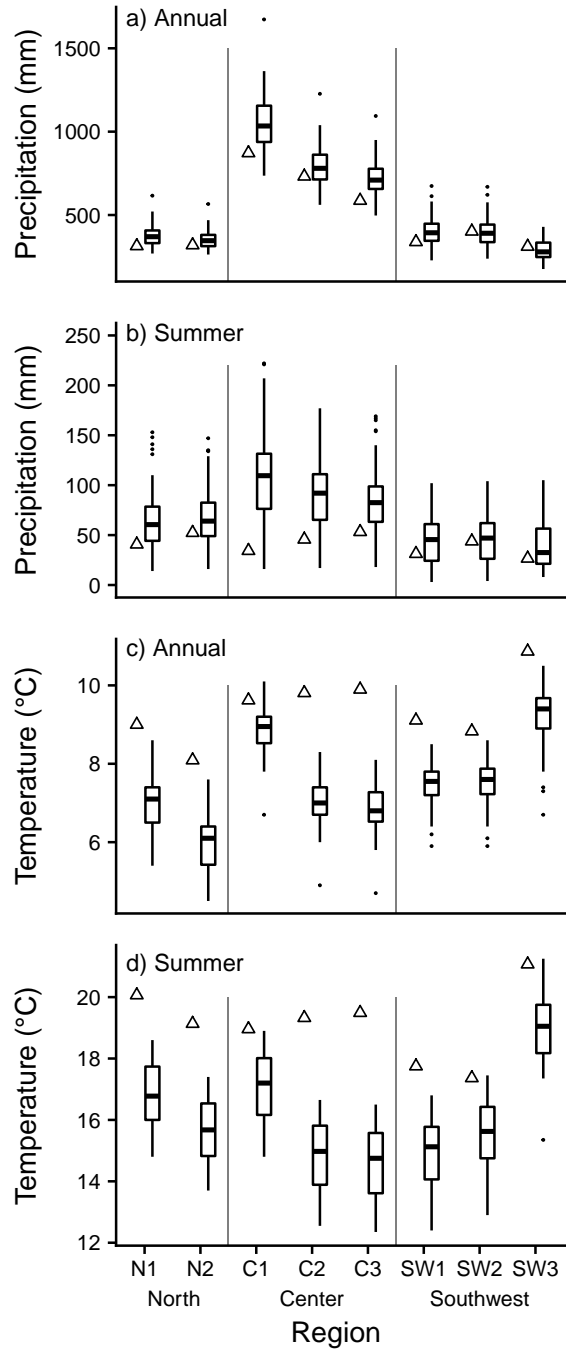 a) Annual
Precipitation (mm)
1500
1000
500
b) Summer
Precipitation (mm)
250
200
150
100
50
0
c) Annual
Temperature (°C)
10
8
6
d) Summer
Temperature (°C)
20
18
16
14
12
N1 N2 C1 C2 C3 SW1 SW2 SW3
North Center Southwest
Region